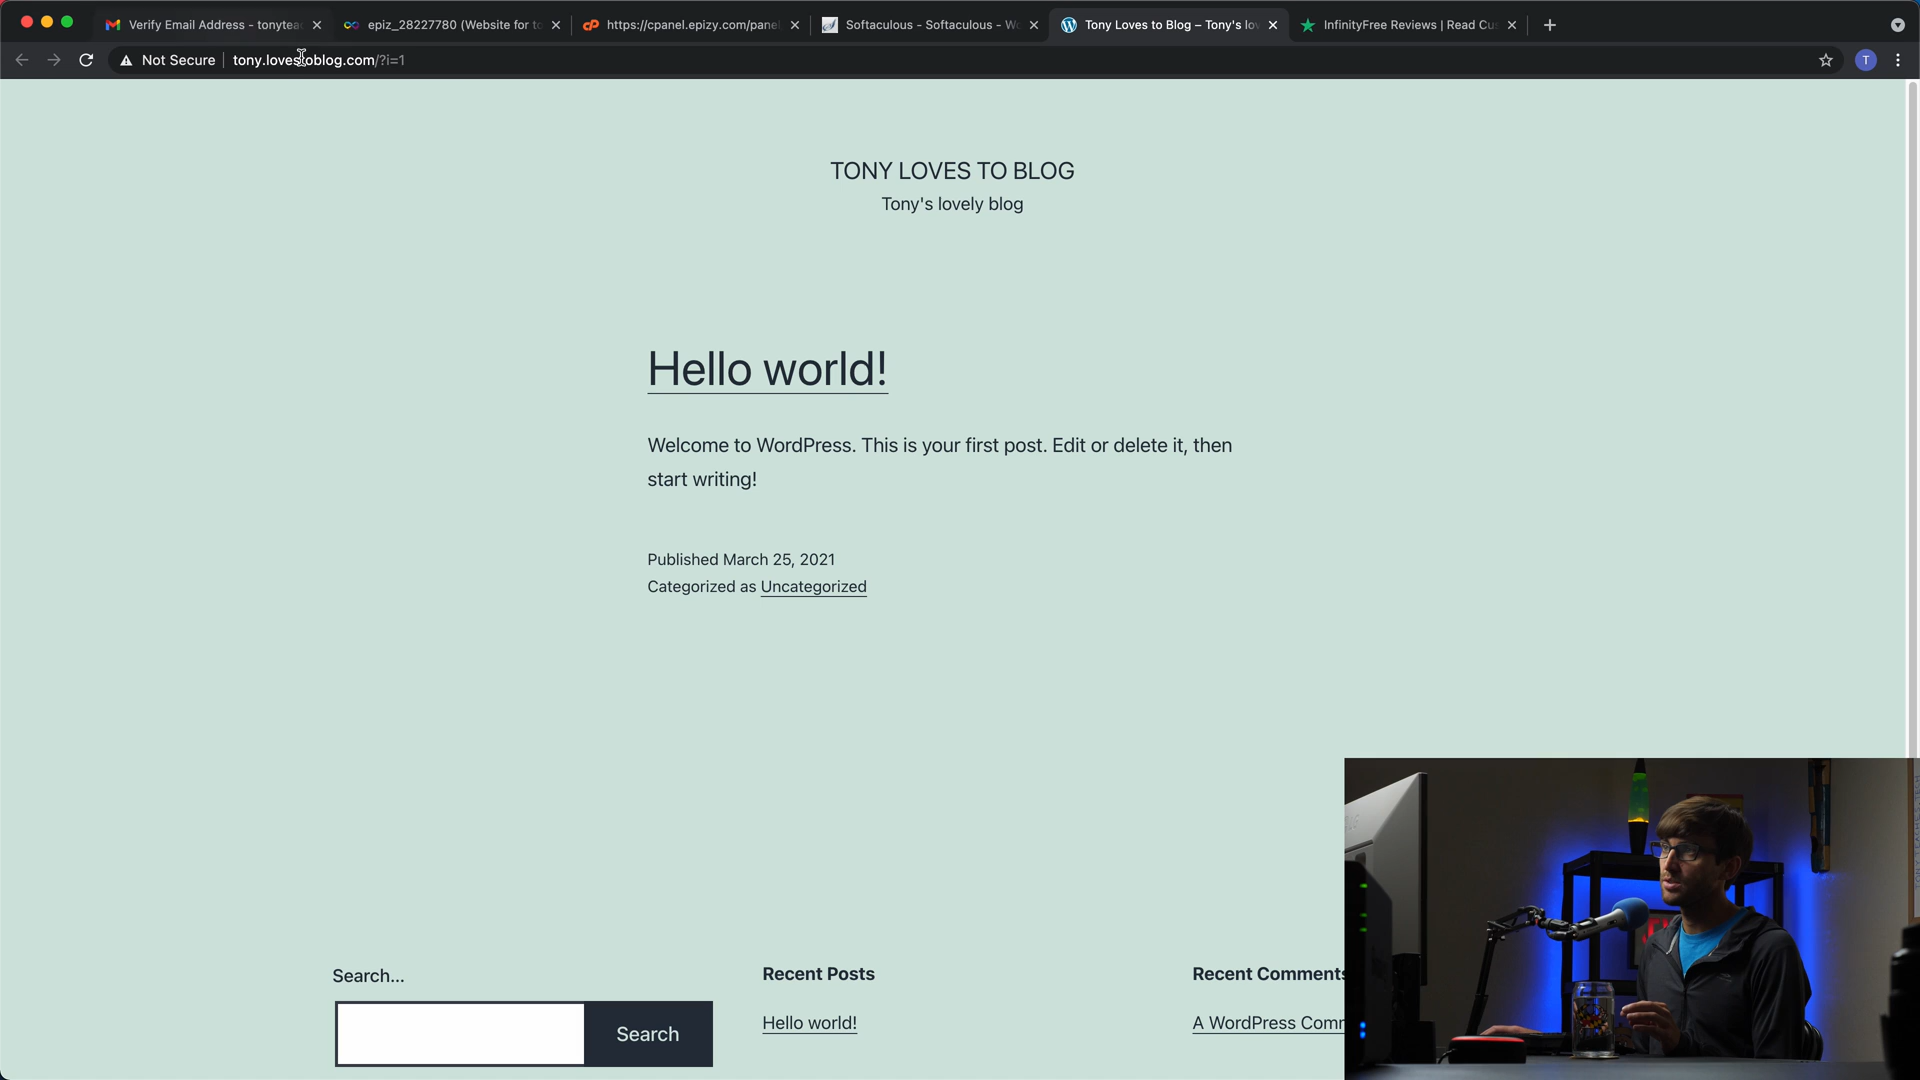 Verify Email Address - tonytea
epiz_28227780 (Website for to
https://cpanel.epizy.com/pane
Softaculous - Softaculous - Wo
Tony Loves to Blog – Tony's lo
InfinityFree Reviews | Read Cu
Not Secure
tony.lovestoblog.com/?i=1
T
TONY LOVES TO BLOG
Tony's lovely blog
Hello world!
Welcome to WordPress. This is your first post. Edit or delete it, then
start writing!
Published March 25, 2021
Categorized as Uncategorized
Search...
Recent Posts
Recent Comments
Search
Hello world!
A WordPress Comm